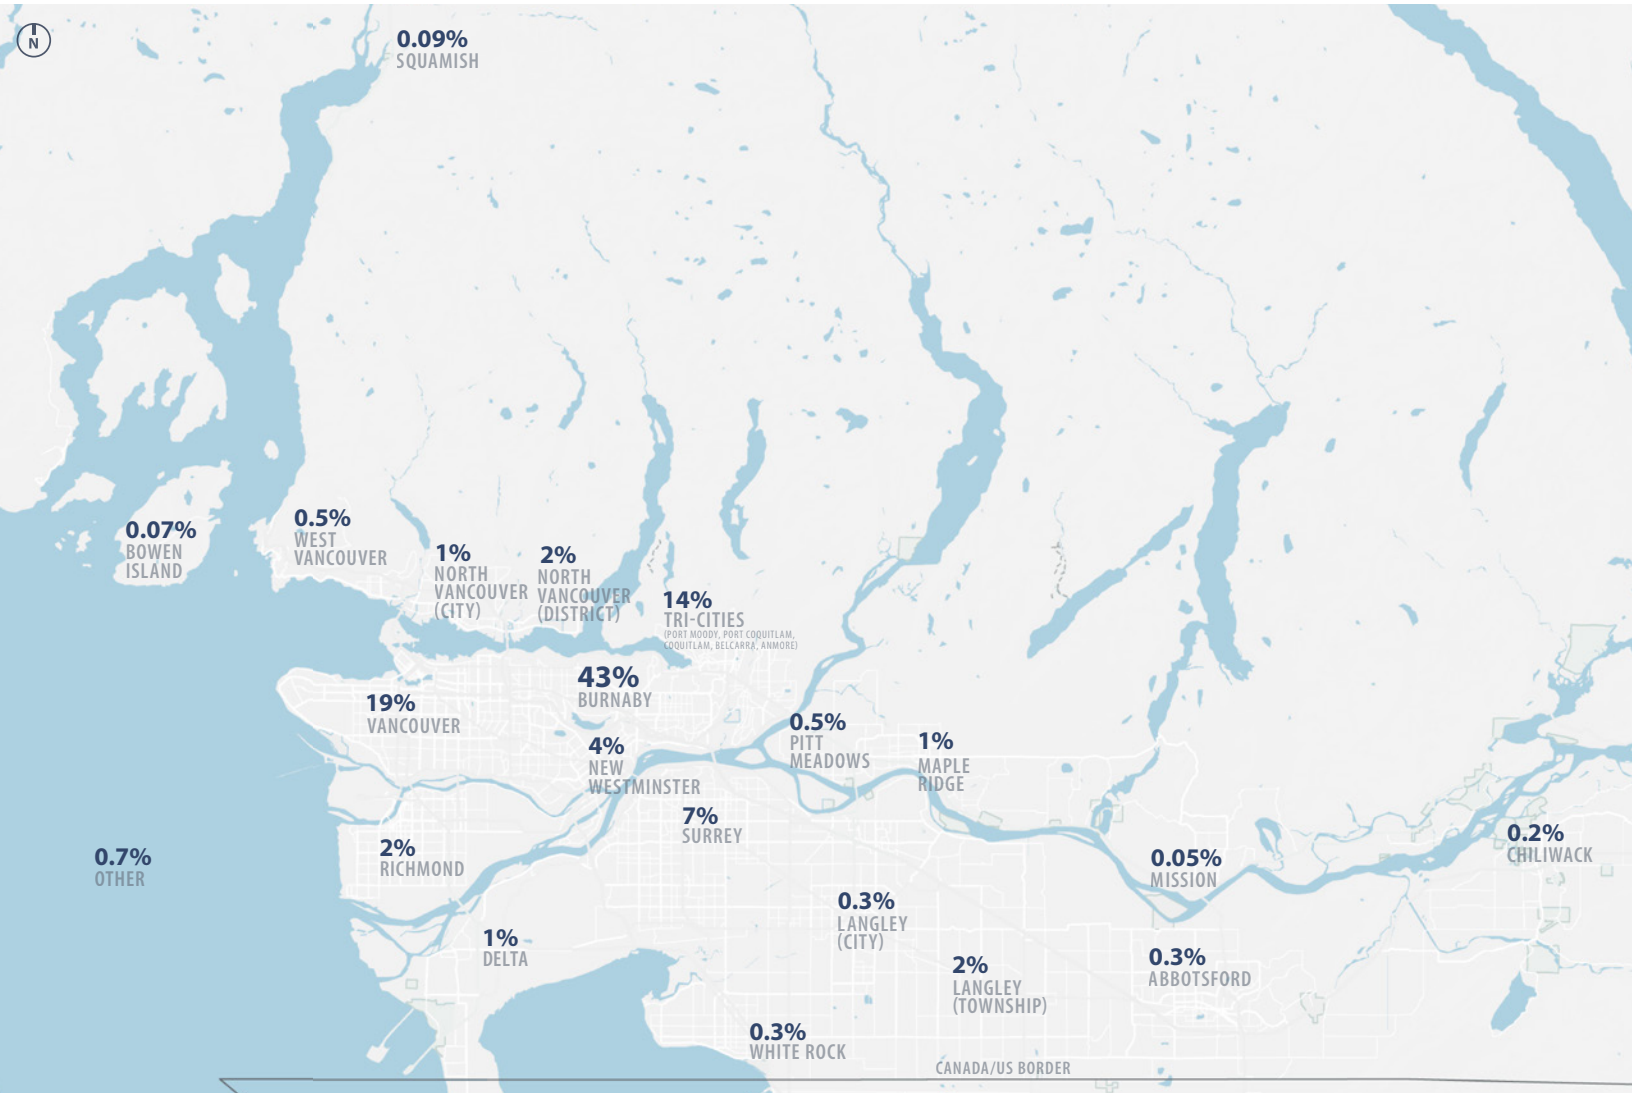 N
0.09%
SQUAMISH
0.07%
BOWEN
ISLAND
0.5%
WEST
VANCOUVER
1%
NORTH
VANCOUVER
(CITY)
2%
NORTH
VANCOUVER
(DISTRICT)
14%
TRI-CITIES
(PORT MOODY, PORT COQUITLAM,
COQUITLAM, BELCARRA, ANMORE)
43%
BURNABY
19%
VANCOUVER
4%
NEW
WESTMINSTER
0.5%
PITT
MEADOWS
1%
MAPLE
RIDGE
7%
SURREY
2%
RICHMOND
0.7%
OTHER
0.05%
MISSION
0.2%
CHILIWACK
0.3%
LANGLEY
(CITY)
1%
DELTA
2%
LANGLEY
(TOWNSHIP)
0.3%
ABBOTSFORD
0.3%
WHITE ROCK
CANADA/US BORDER